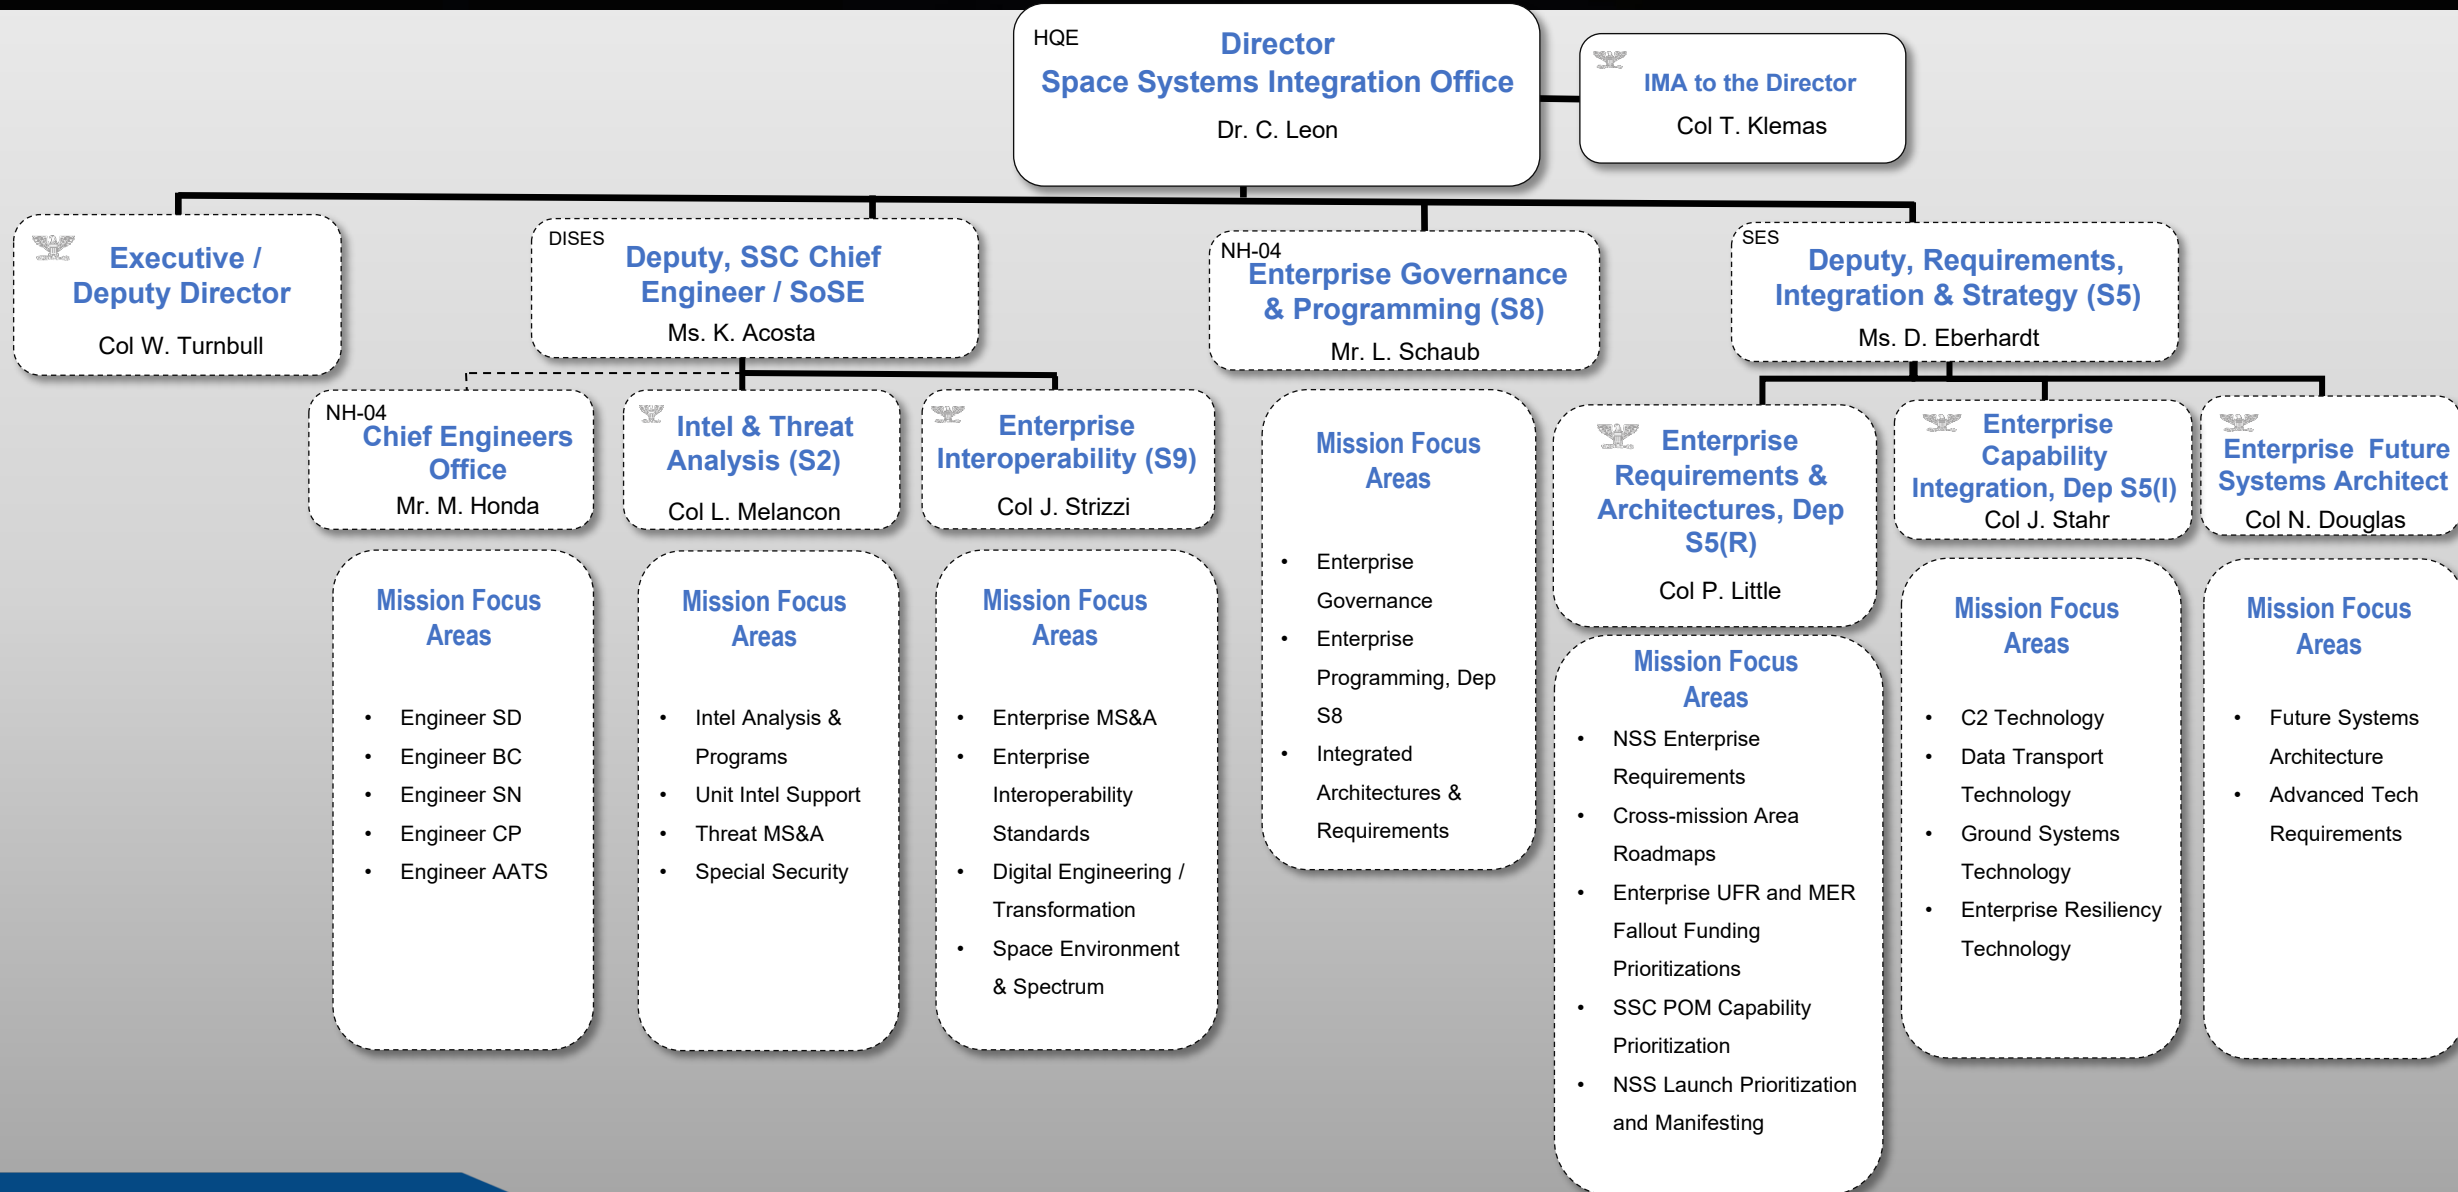 HQE
Director
Space Systems Integration Office
Dr. C. Leon
IMA to the Director
Col T. Klemas
Executive /
Deputy Director
Col W. Turnbull
DISES
Deputy, SSC Chief
Engineer / SoSE
Ms. K. Acosta
NH-04
Enterprise Governance
& Programming (S8)
Mr. L. Schaub
SES
Deputy, Requirements,
Integration & Strategy (S5)
Ms. D. Eberhardt
NH-04
Chief Engineers
Office
Mr. M. Honda
Intel & Threat
Analysis (S2)
Col L. Melancon
Enterprise
Interoperability (S9)
Col J. Strizzi
Enterprise
Requirements &
Architectures, Dep
S5(R)
Col P. Little
Enterprise
Capability
Integration, Dep S5(I)
Col J. Stahr
Enterprise Future
Systems Architect
Col N. Douglas
Mission Focus
Areas
• Engineer SD
• Engineer BC
• Engineer SN
• Engineer CP
• Engineer AATS
Mission Focus
Areas
• Intel Analysis &
Programs
• Unit Intel Support
• Threat MS&A
• Special Security
Mission Focus
Areas
• Enterprise MS&A
• Enterprise
Interoperability
Standards
• Digital Engineering /
Transformation
• Space Environment
& Spectrum
Mission Focus
Areas
• Enterprise
Governance
• Enterprise
Programming, Dep
S8
• Integrated
Architectures &
Requirements
Mission Focus
Areas
• NSS Enterprise
Requirements
• Cross-mission Area
Roadmaps
• Enterprise UFR and MER
Fallout Funding
Prioritizations
• SSC POM Capability
Prioritization
• NSS Launch Prioritization
and Manifesting
Mission Focus
Areas
• C2 Technology
• Data Transport
Technology
• Ground Systems
Technology
• Enterprise Resiliency
Technology
Mission Focus
Areas
• Future Systems
Architecture
• Advanced Tech
Requirements